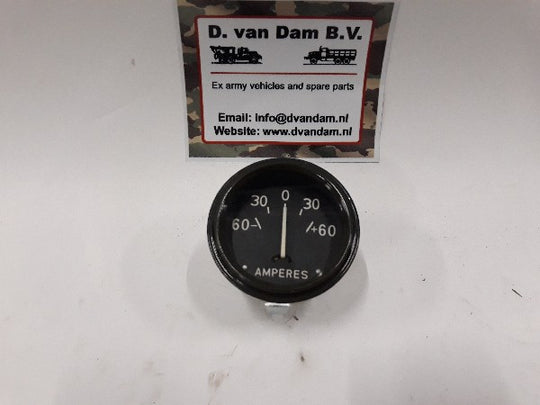 D. van Dam B.V.
Ex army vehicles and spare parts
Email: info@dvandam.nl
Website: www.dvandam.nl
30 0 30
60- +60
AMPERES